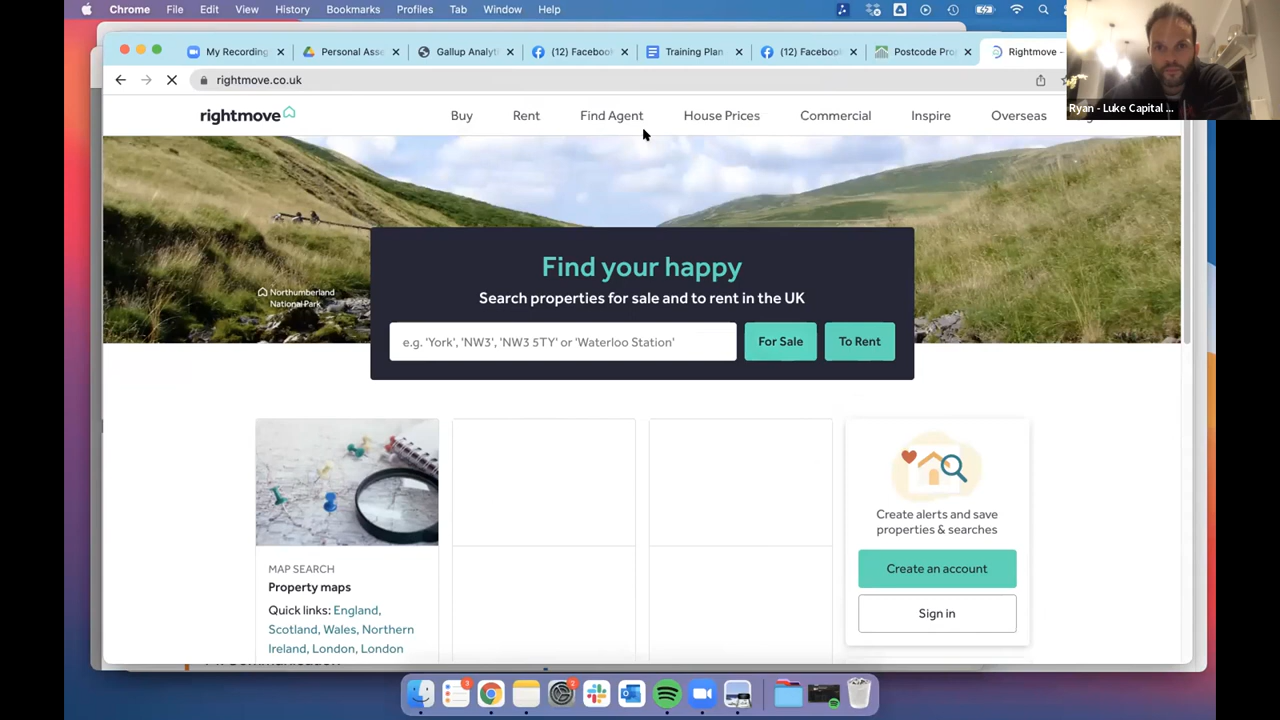 Chrome File Edit View History Bookmarks Profiles Tab Window Help
My Recording Personal Ass Gallup Analyt (12) Facebook Training Plan (12) Facebook Postcode Pro Rightmove -
rightmove.co.uk
Ryan - Luke Capital ...
rightmove Buy Rent Find Agent House Prices Commercial Inspire Overseas
Northumberland
National Park
Find your happy
Search properties for sale and to rent in the UK
e.g. 'York', 'NW3', 'NW3 5TY' or 'Waterloo Station' For Sale To Rent
MAP SEARCH
Property maps
Quick links: England,
Scotland, Wales, Northern
Ireland, London, London
Create alerts and save
properties & searches
Create an account
Sign in